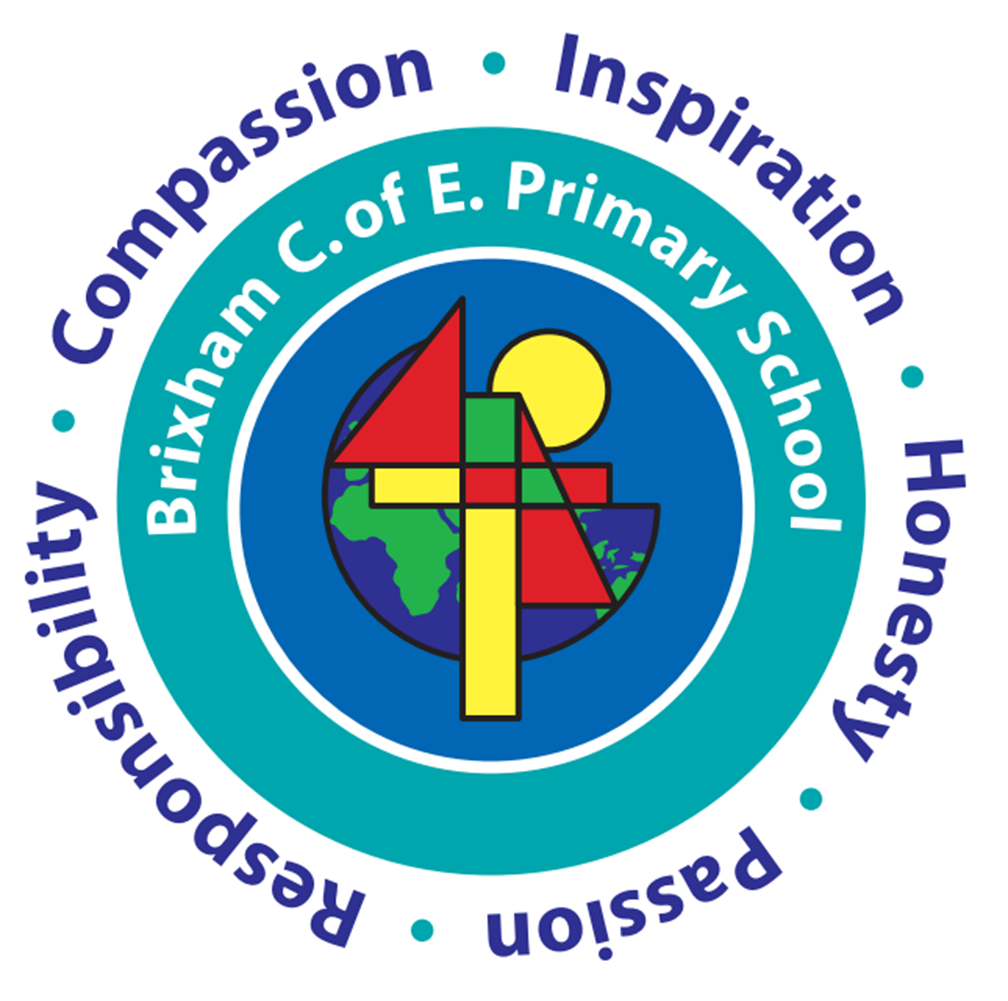 Compassion • Inspiration • Honesty • Passion • Responsibility •
Brixham C. of E. Primary School